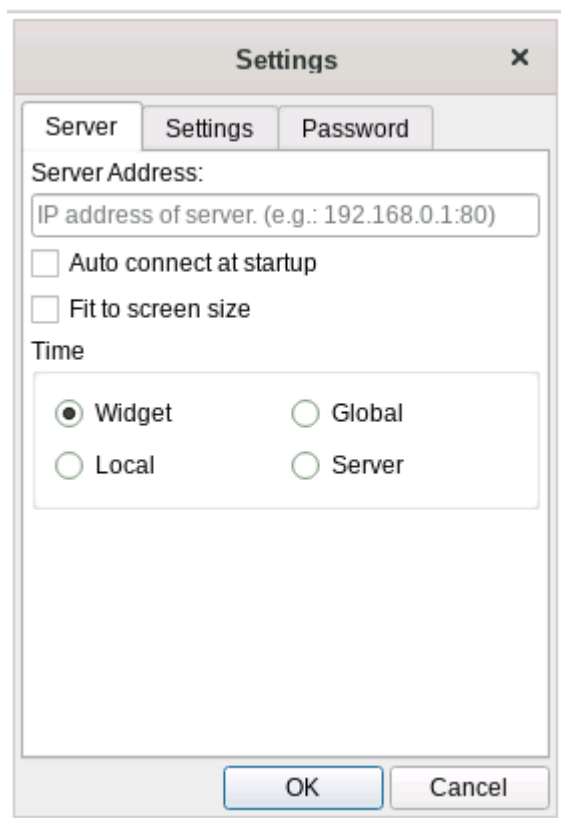 Settings
Server Settings Password
Server Address:
IP address of server. (e.g.: 192.168.0.1:80)
Auto connect at startup
Fit to screen size
Time
Widget Global
Local Server
OK Cancel